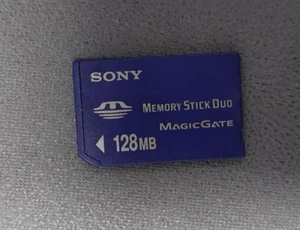 SONY
MEMORY STICK DUO
MAGICGATE
128MB